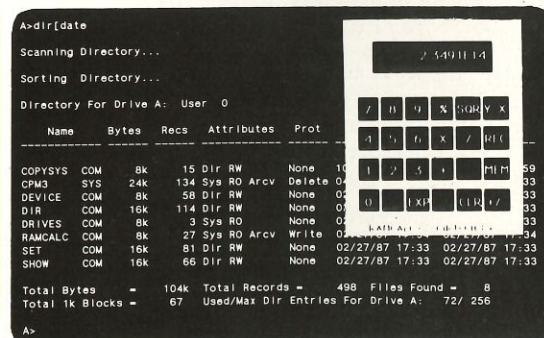 A>dir[date
Scanning Directory...
Sorting Directory...
Directory For Drive A: User 0
Name Bytes Recs Attributes Prot
COPYSYS COM 8k 15 Dir RW None
CPM3 SYS 24k 134 Sys RO Arcv Delete
DEVICE COM 8k 58 Dir RW None
DIR COM 16k 114 Dir RW None
DRIVES COM 8k 3 Sys RO None
RAMCALC COM 8k 27 Sys RO Arcv Write
SET COM 16k 81 Dir RW None 02/27/87 17:33 02/27/87 17:33
SHOW COM 16k 66 Dir RW None 02/27/87 17:33 02/27/87 17:33
Total Bytes = 104k Total Records = 498 Files Found = 8
Total 1k Blocks = 67 Used/Max Dir Entries For Drive A: 72/ 256
A>
2.3491E14
7 8 9 % SQR Y X
4 5 6 X / REC
1 2 3 + MEM
0 EXP CLR +/